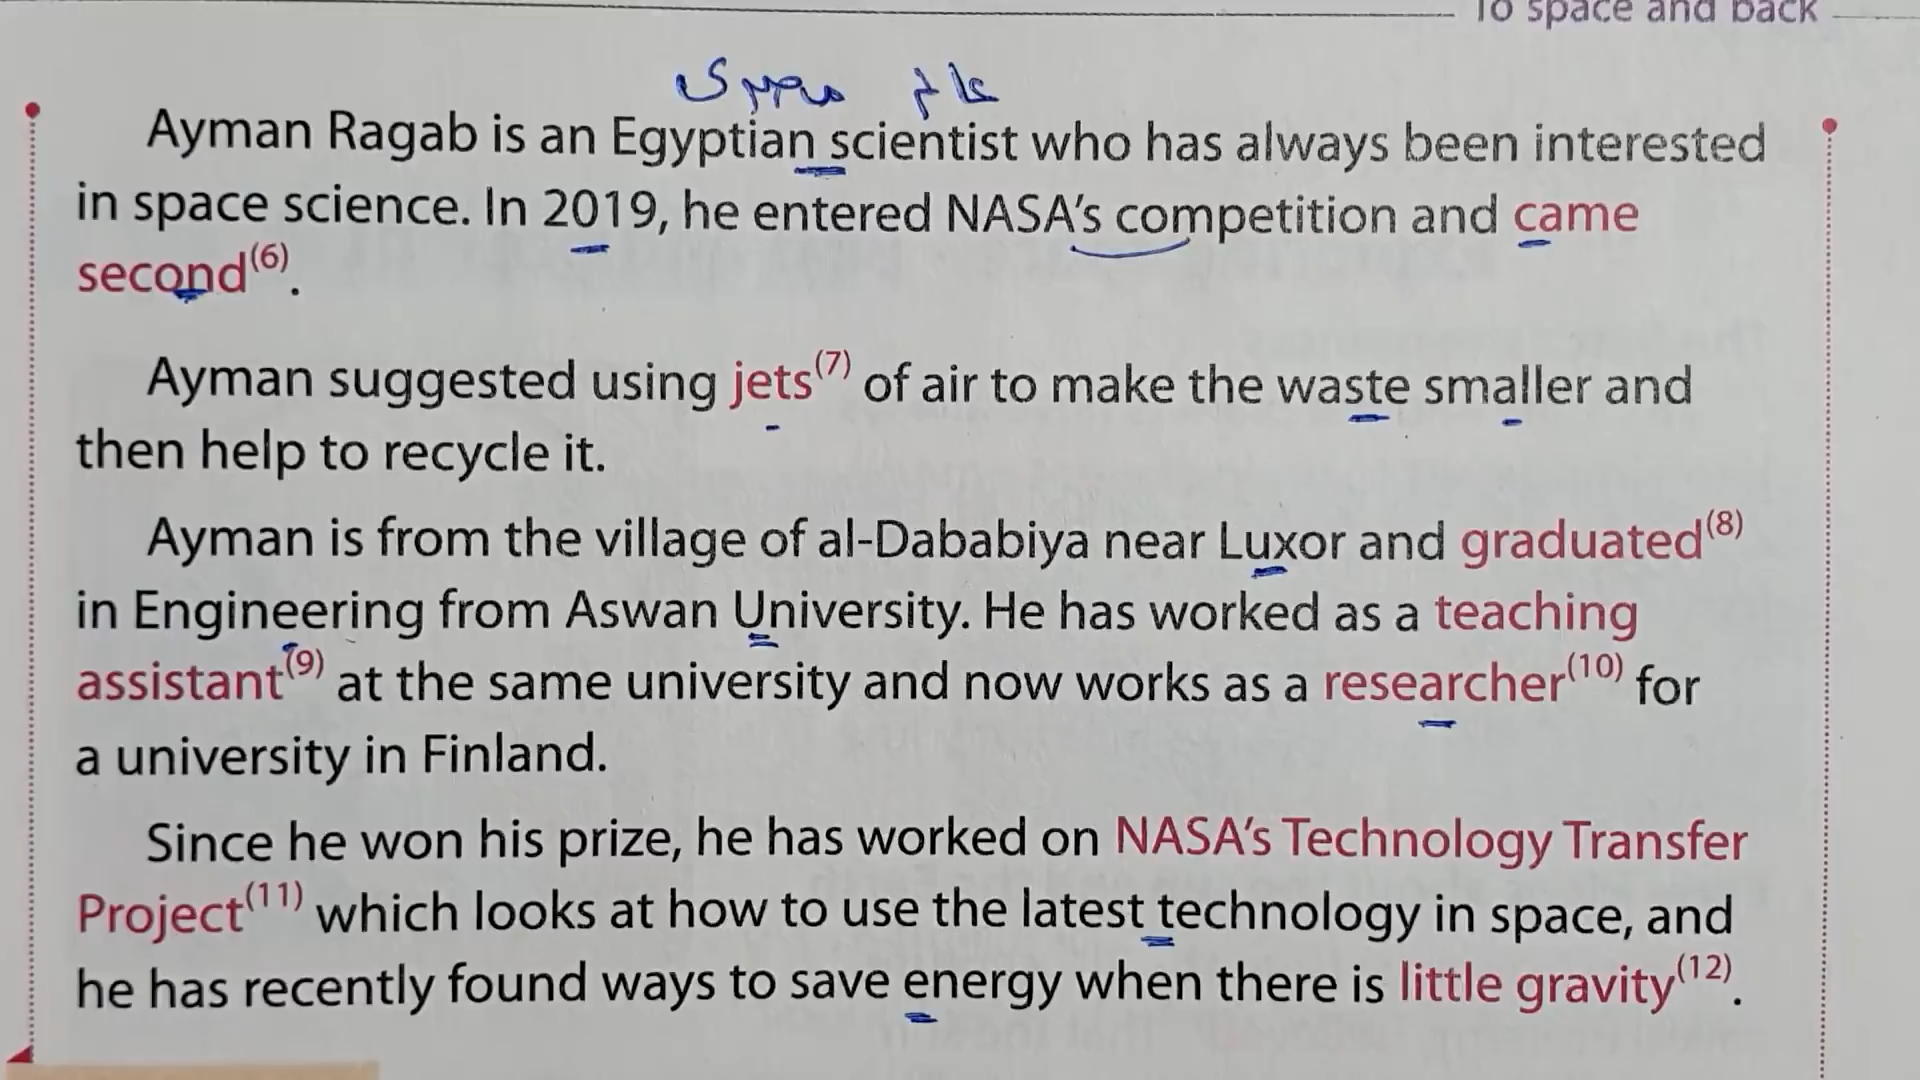 To space and back
عالم مصرى
Ayman Ragab is an Egyptian scientist who has always been interested
in space science. In 2019, he entered NASA's competition and came
second(6).
Ayman suggested using jets(7) of air to make the waste smaller and
then help to recycle it.
Ayman is from the village of al-Dababiya near Luxor and graduated(8)
in Engineering from Aswan University. He has worked as a teaching
assistant(9) at the same university and now works as a researcher(10) for
a university in Finland.
Since he won his prize, he has worked on NASA's Technology Transfer
Project(11) which looks at how to use the latest technology in space, and
he has recently found ways to save energy when there is little gravity(12).